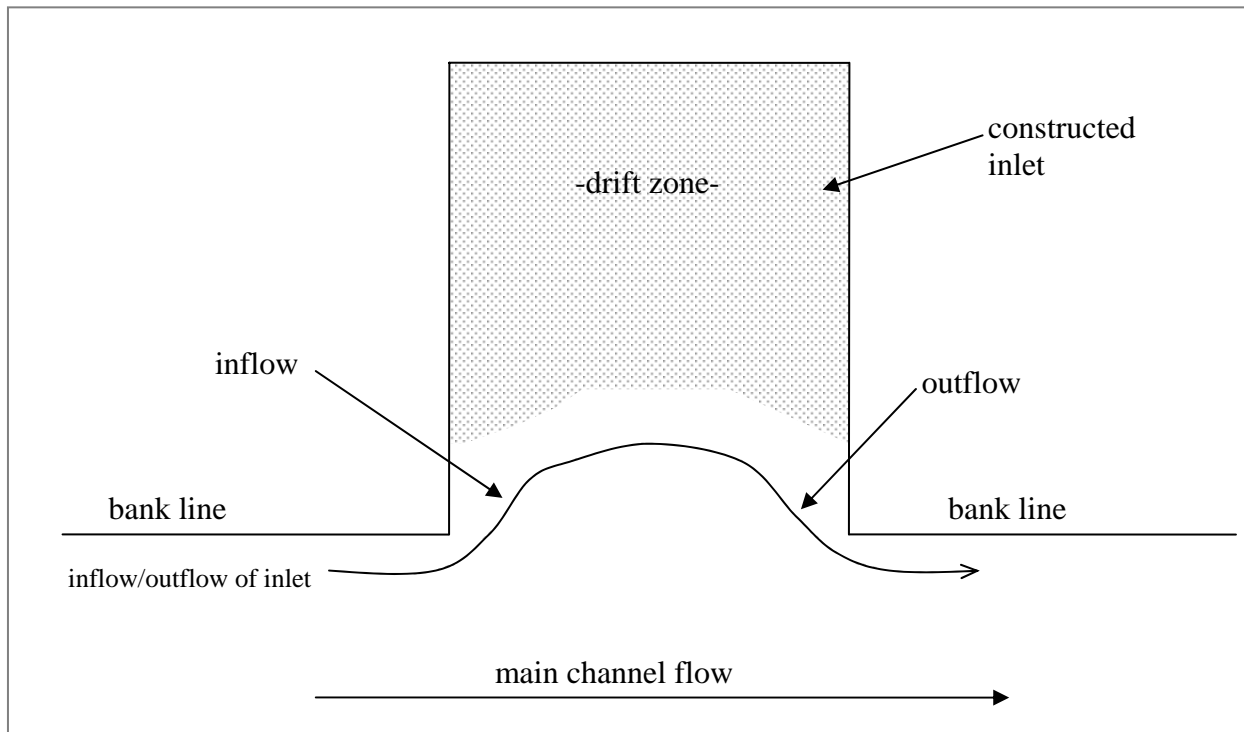 constructed
inlet
-drift zone-
inflow
outflow
bank line
bank line
inflow/outflow of inlet
main channel flow